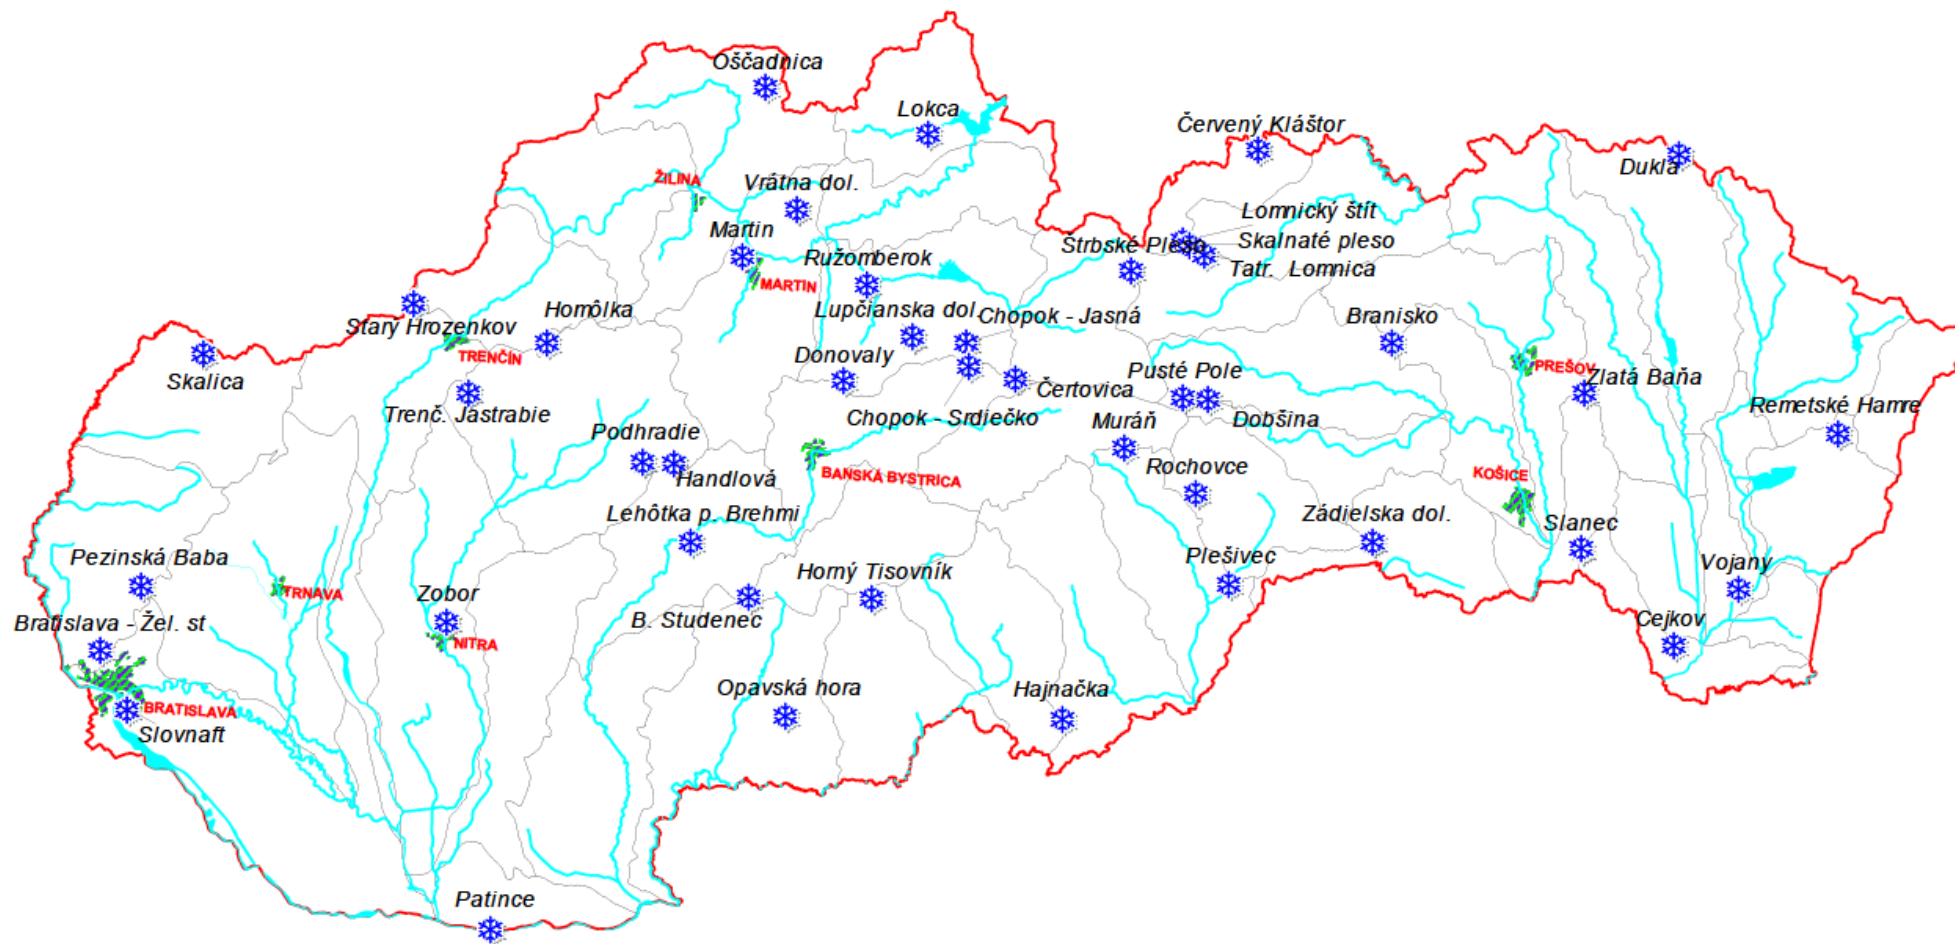 Oščadnica
Lokca
Červený Kláštor
Dukla
ŽILINA
Vrátna dol.
Lomnický štít
Martin
Štrbské Pleso
Skalnaté pleso
Ružomberok
Tatr. Lomnica
MARTIN
Homôlka
Lupčianska dol.
Chopok - Jasná
Branisko
Stary Hrozenkov
TRENČÍN
Donovaly
PREŠOV
Skalica
Pusté Pole
Zlatá Baňa
Čertovica
Trenč. Jastrabie
Chopok - Srdiečko
Muráň
Dobšina
Remetské Hamre
Podhradie
Rochovce
BANSKÁ BYSTRICA
KOŠICE
Handlová
Lehôtka p. Brehmi
Zádielska dol.
Slanec
Pezinská Baba
Plešivec
Vojany
Horný Tisovník
TRNAVA
Zobor
Bratislava - Žel. st
B. Studenec
Cejkov
NITRA
Opavská hora
Hajnačka
BRATISLAVA
Slovnaft
Patince